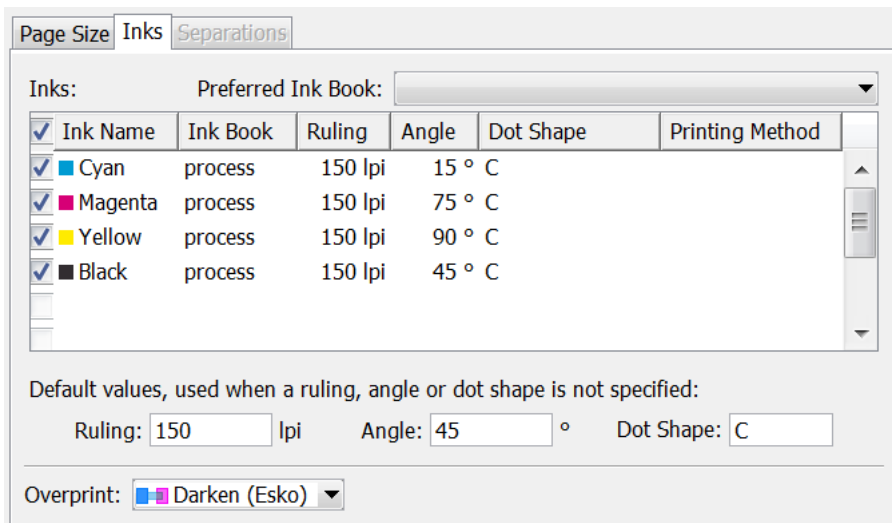 Page Size Inks Separations
Inks: Preferred Ink Book:
Ink Name Ink Book Ruling Angle Dot Shape Printing Method
Cyan process 150 lpi 15 ° C
Magenta process 150 lpi 75 ° C
Yellow process 150 lpi 90 ° C
Black process 150 lpi 45 ° C
Default values, used when a ruling, angle or dot shape is not specified:
Ruling: 150 lpi Angle: 45 ° Dot Shape: C
Overprint: Darken (Esko)